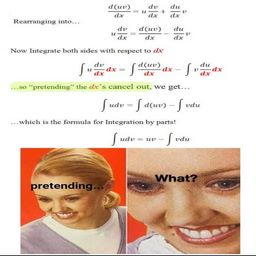 d(uv)/dx = u dv/dx + du/dx v
Rearranging into…
u dv/dx = d(uv)/dx − du/dx v
Now Integrate both sides with respect to dx
∫ u dv/dx dx = ∫ d(uv)/dx dx − ∫ v du/dx dx
…so “pretending” the dx’s cancel out, we get…
∫ udv = ∫ d(uv) − ∫ vdu
…which is the formula for Integration by parts!
∫ udv = uv − ∫ vdu
pretending...
What?